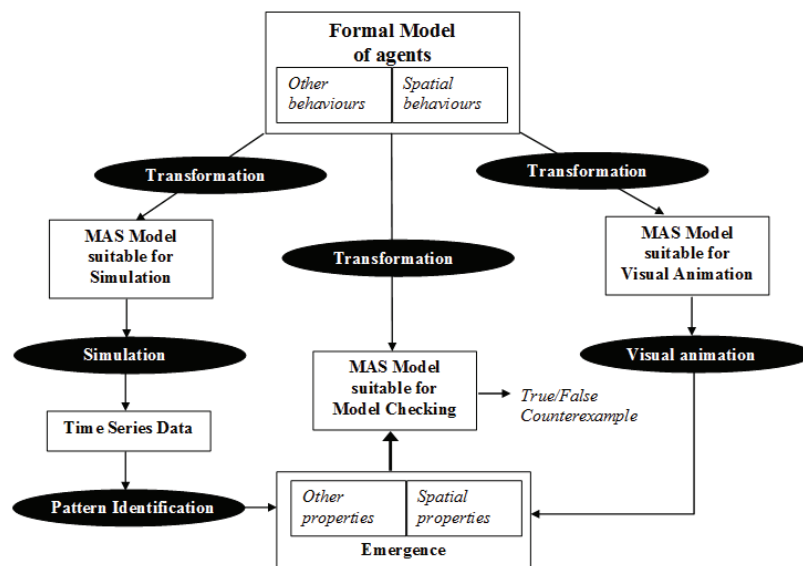 Formal Model
of agents
Other
behaviours
Spatial
behaviours
Transformation
Transformation
Transformation
MAS Model
suitable for
Simulation
MAS Model
suitable for
Visual Animation
Simulation
Visual animation
MAS Model
suitable for
Model Checking
True/False
Counterexample
Time Series Data
Pattern Identification
Other
properties
Spatial
properties
Emergence